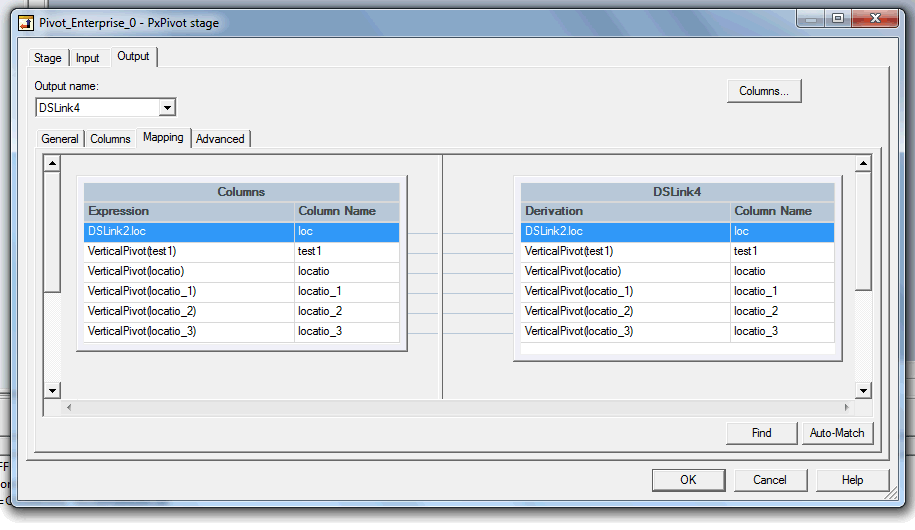 Pivot_Enterprise_0 - PxPivot stage
Stage Input Output
Output name:
Columns...
DSLink4
General Columns Mapping Advanced
Columns DSLink4
Expression Column Name Derivation Column Name
DSLink2.loc loc DSLink2.loc loc
VerticalPivot(test1) test1 VerticalPivot(test1) test1
VerticalPivot(locatio) locatio VerticalPivot(locatio) locatio
VerticalPivot(locatio_1) locatio_1 VerticalPivot(locatio_1) locatio_1
VerticalPivot(locatio_2) locatio_2 VerticalPivot(locatio_2) locatio_2
VerticalPivot(locatio_3) locatio_3 VerticalPivot(locatio_3) locatio_3
Find Auto-Match
OK Cancel Help